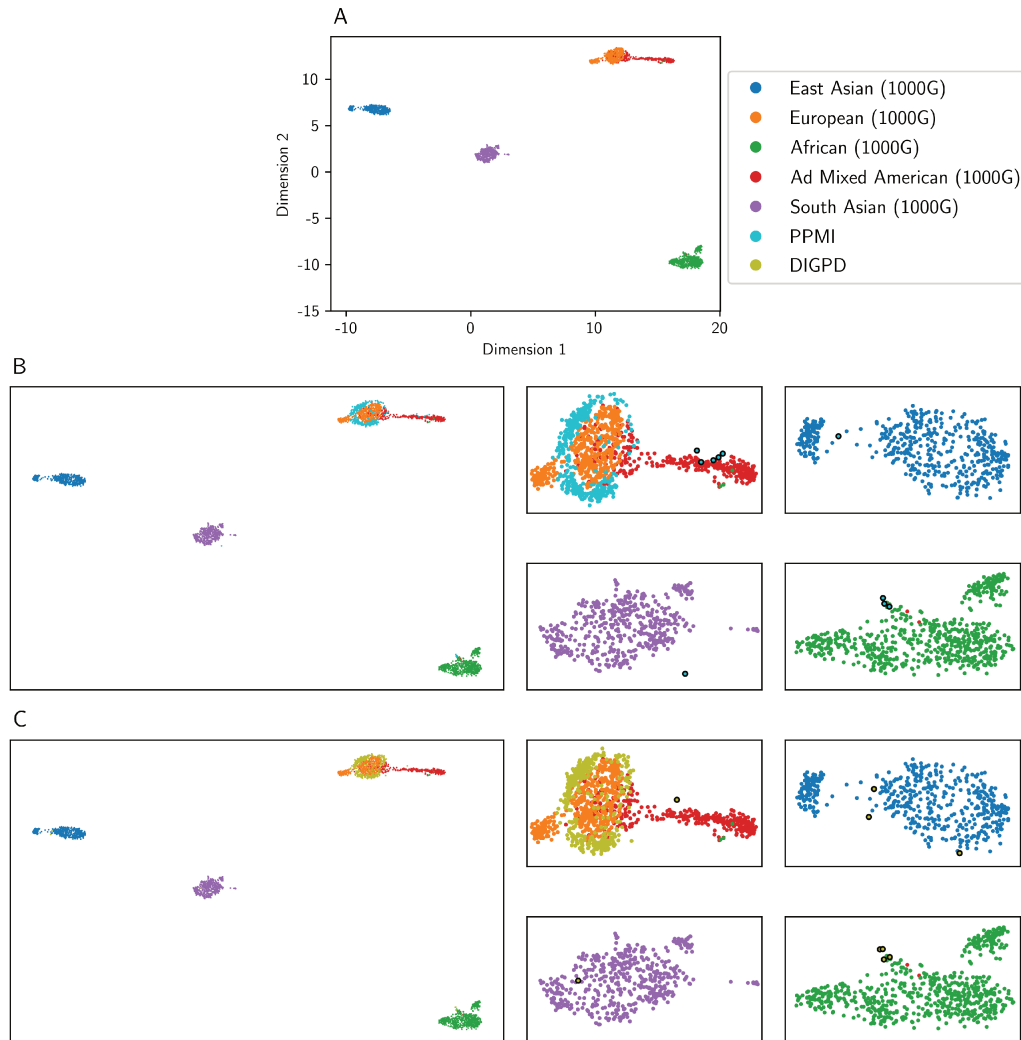 A
10
5
0
-5
-10
-15
Dimension 2
-10
0
10
20
Dimension 1
East Asian (1000G)
European (1000G)
African (1000G)
Ad Mixed American (1000G)
South Asian (1000G)
PPMI
DIGPD
B
C